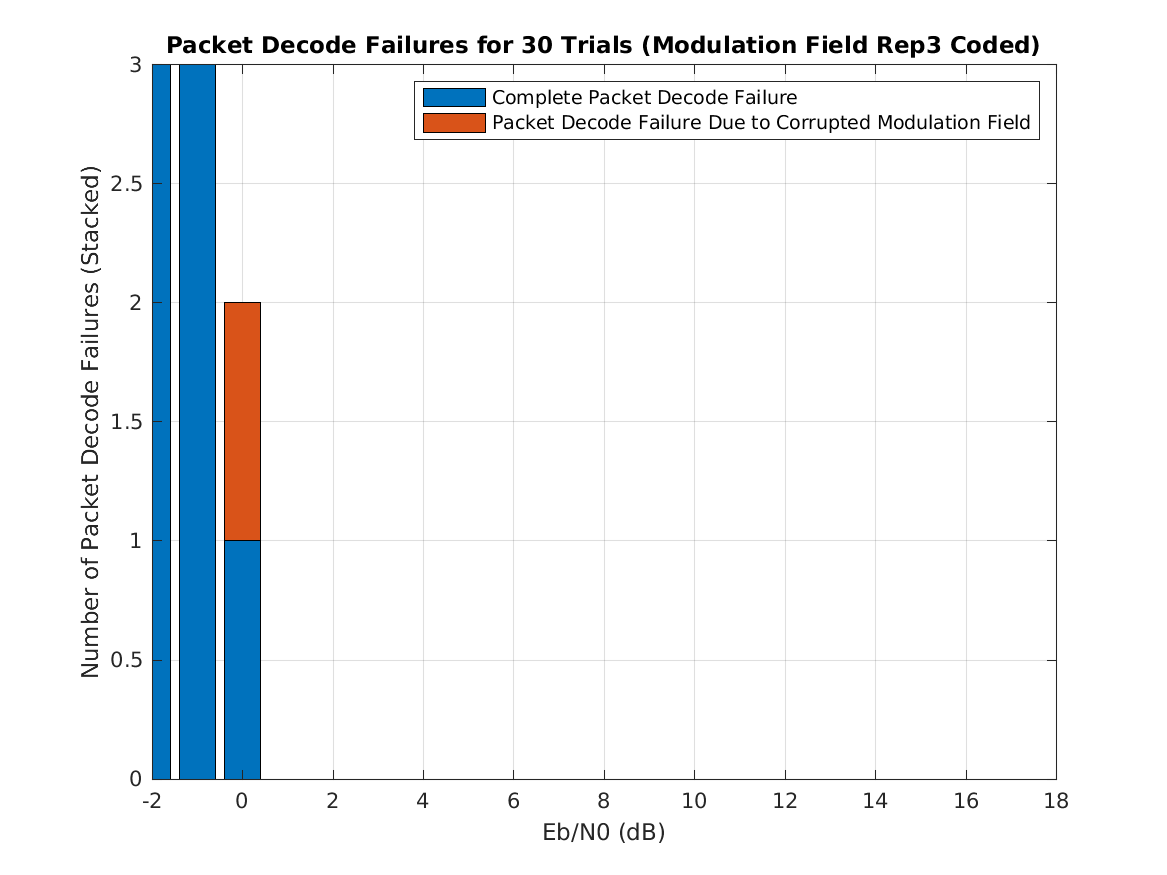 Packet Decode Failures for 30 Trials (Modulation Field Rep3 Coded)
Complete Packet Decode Failure
Packet Decode Failure Due to Corrupted Modulation Field
Number of Packet Decode Failures (Stacked)
3
2.5
2
1.5
1
0.5
0
-2 0 2 4 6 8 10 12 14 16 18
Eb/N0 (dB)